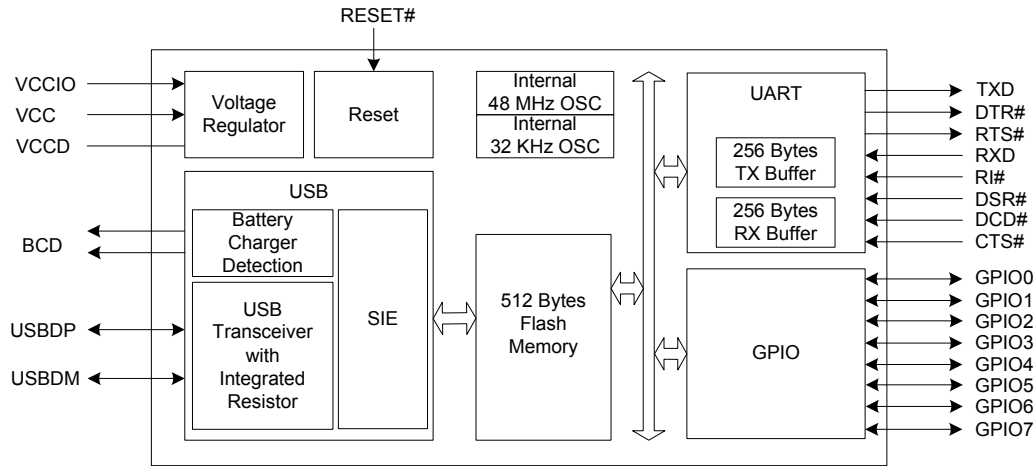 RESET#
VCCIO
VCC
VCCD
Voltage
Regulator
Reset
Internal
48 MHz OSC
Internal
32 KHz OSC
UART
256 Bytes
TX Buffer
256 Bytes
RX Buffer
TXD
DTR#
RTS#
RXD
RI#
DSR#
DCD#
CTS#
USB
BCD
Battery
Charger
Detection
USBDP
USBDM
USB
Transceiver
with
Integrated
Resistor
SIE
512 Bytes
Flash
Memory
GPIO
GPIO0
GPIO1
GPIO2
GPIO3
GPIO4
GPIO5
GPIO6
GPIO7